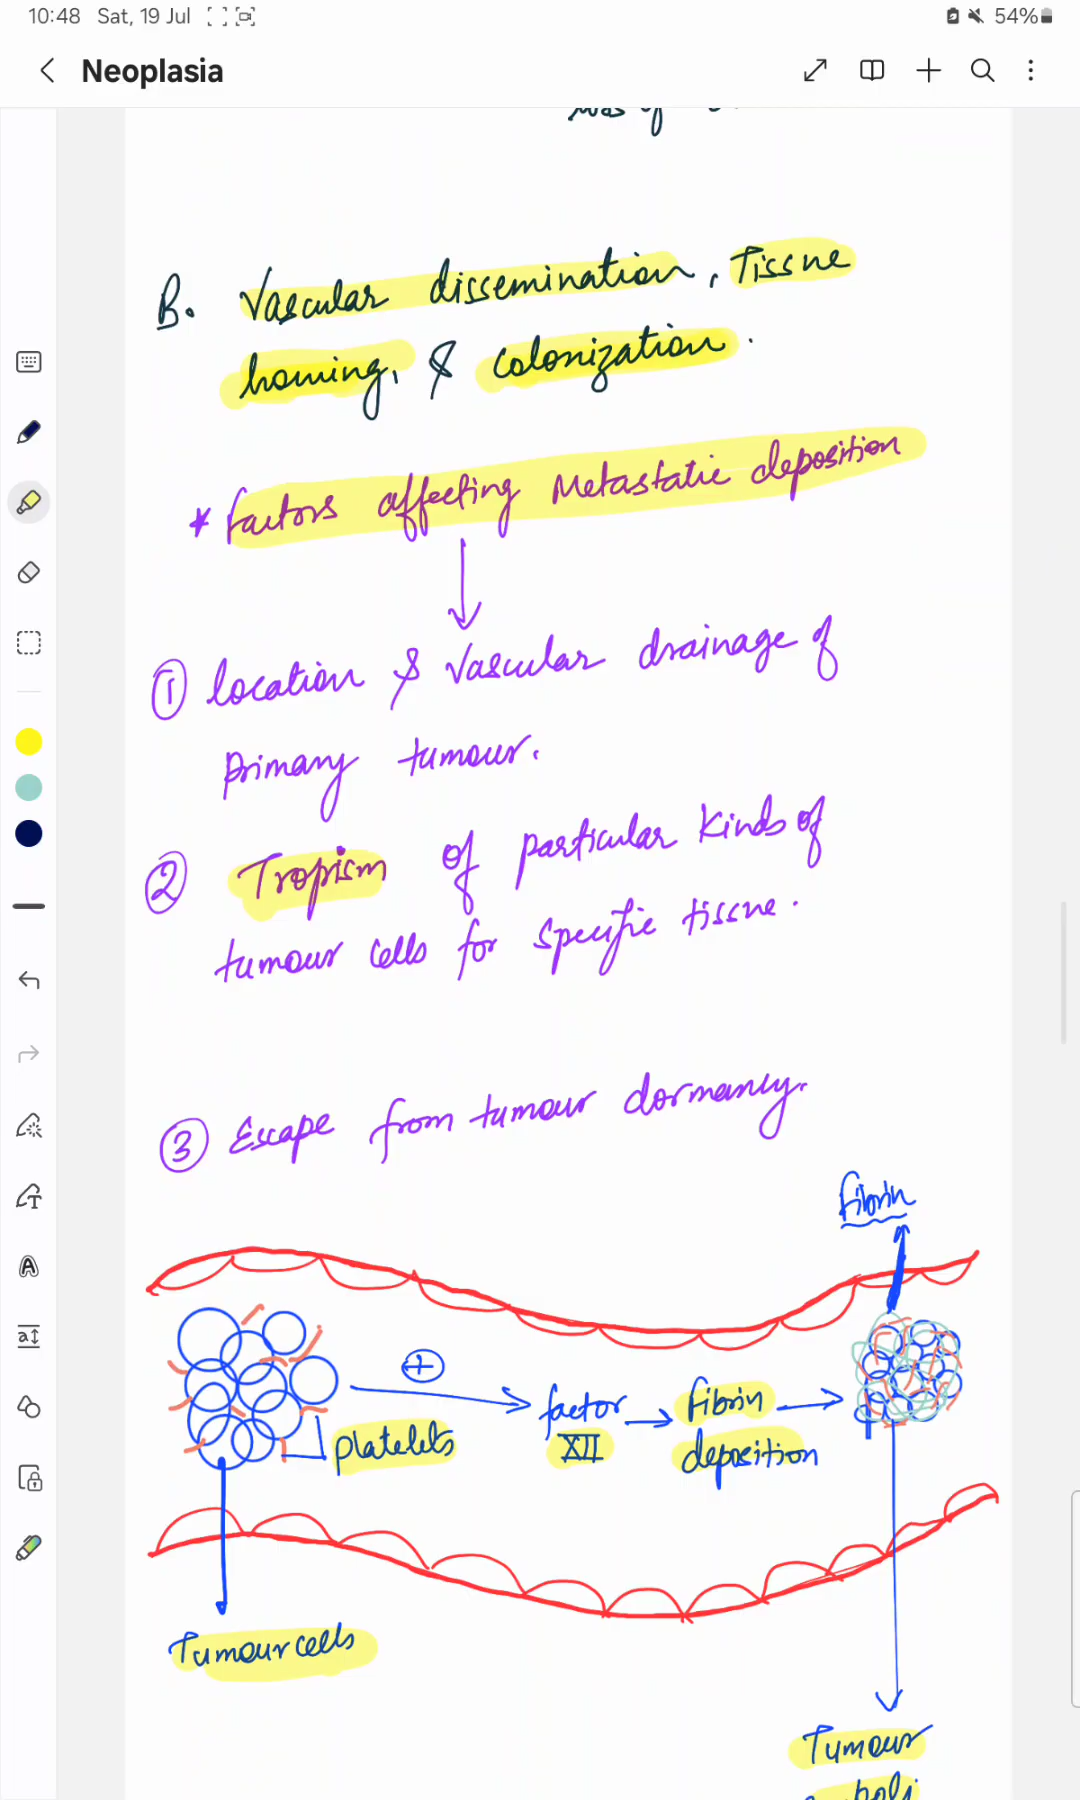 10:48 Sat, 19 Jul 54%
Neoplasia
of
B. Vascular dissemination, Tissue
homing, & colonization.
* factors affecting Metastatic deposition
① location & Vascular drainage of
primary tumour.
② Tropism of particular kinds of
tumour cells for specific tissue.
③ Escape from tumour dormancy.
fibrin
+
factor XII
fibrin deposition
platelets
Tumour cells
Tumour